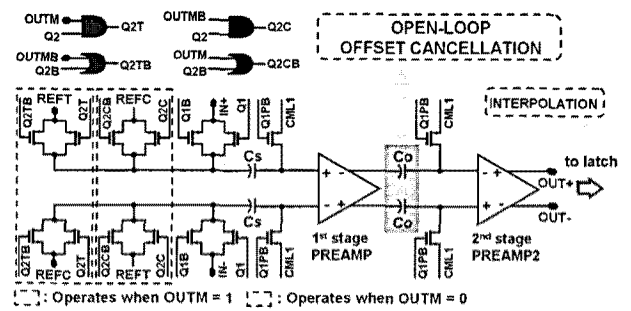 OUTM
Q2
Q2T
OUTMB
Q2
Q2C
OUTMB
Q2B
Q2TB
OUTM
Q2B
Q2CB
OPEN-LOOP
OFFSET CANCELLATION
INTERPOLATION
REFT
REFC
Q2TB
Q2T
Q2CB
Q2C
Q1B
IN+
Q1
Q1PB
CML1
Q1PB
CML1
Cs
Co
+ -
- +
+ -
- +
to latch
OUT+
OUT-
Cs
Co
1st stage
PREAMP
2nd stage
PREAMP2
Q2TB
REFC
Q2T
Q2CB
REFT
Q2C
Q1B
IN-
Q1
Q1PB
CML1
Q1PB
CML1
: Operates when OUTM = 1
: Operates when OUTM = 0